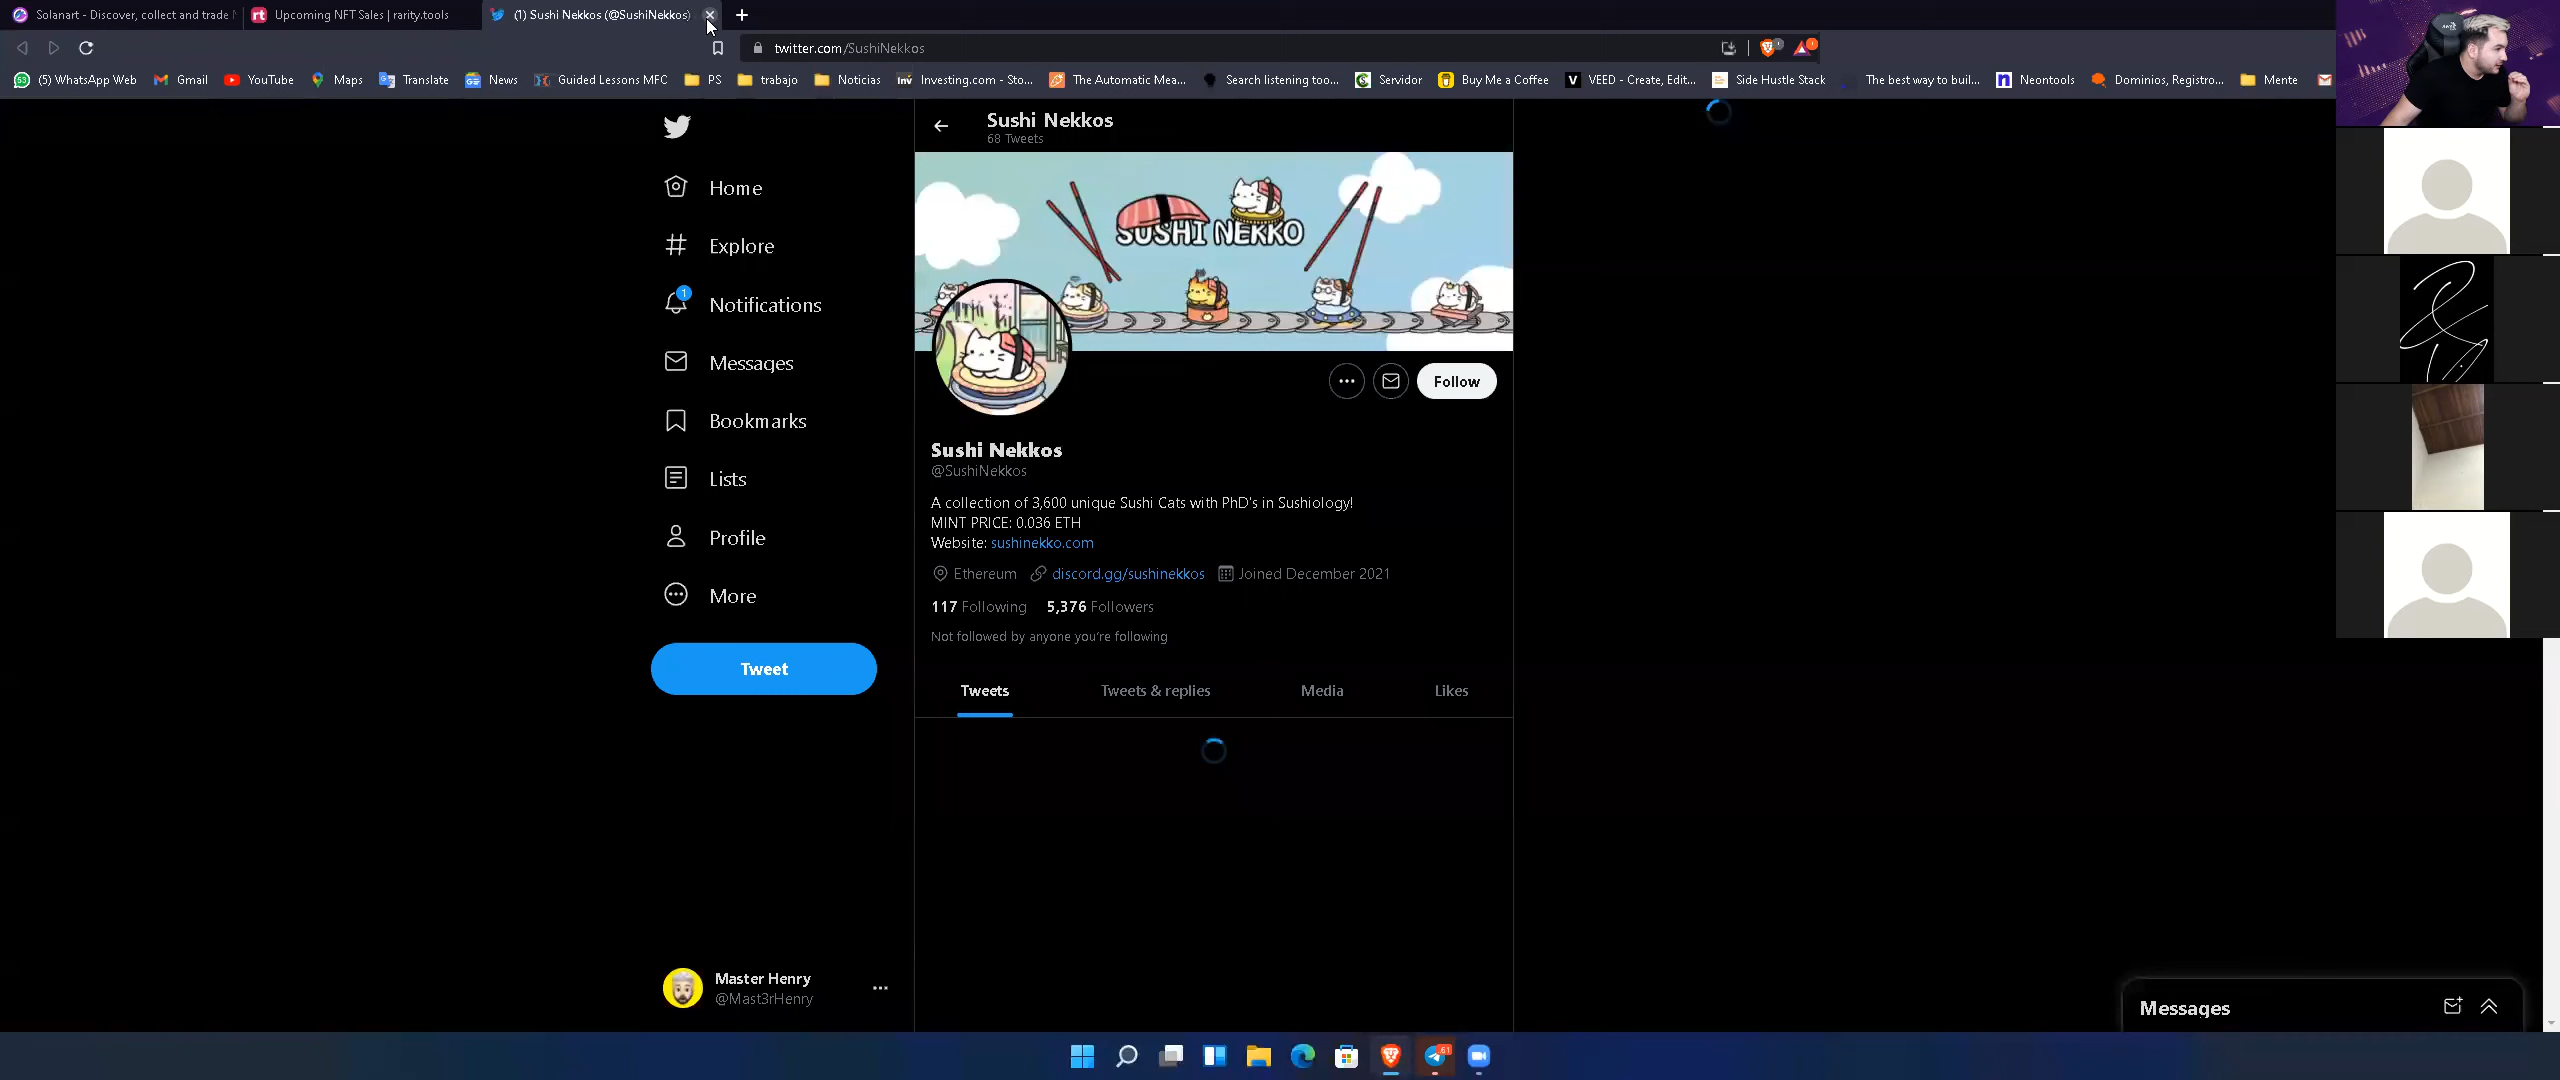 Solanart - Discover, collect and trade N
Upcoming NFT Sales | rarity.tools
(1) Sushi Nekkos (@SushiNekkos)
twitter.com/SushiNekkos
(5) WhatsApp Web
Gmail
YouTube
Maps
Translate
News
Guided Lessons MFC
PS
trabajo
Noticias
Investing.com - Sto...
The Automatic Mea...
Search listening too...
Servidor
Buy Me a Coffee
VEED - Create, Edit...
Side Hustle Stack
The best way to buil...
Neontools
Dominios, Registro...
Mente
Sushi Nekkos
68 Tweets
Home
Explore
1
Notifications
Messages
Bookmarks
Lists
Profile
More
Tweet
SUSHI NEKKO
Follow
Sushi Nekkos
@SushiNekkos
A collection of 3,600 unique Sushi Cats with PhD's in Sushiology!
MINT PRICE: 0.036 ETH
Website: sushinekko.com
Ethereum discord.gg/sushinekkos Joined December 2021
117 Following 5,376 Followers
Not followed by anyone you're following
Tweets Tweets & replies Media Likes
Master Henry
@Mast3rHenry
Messages
61